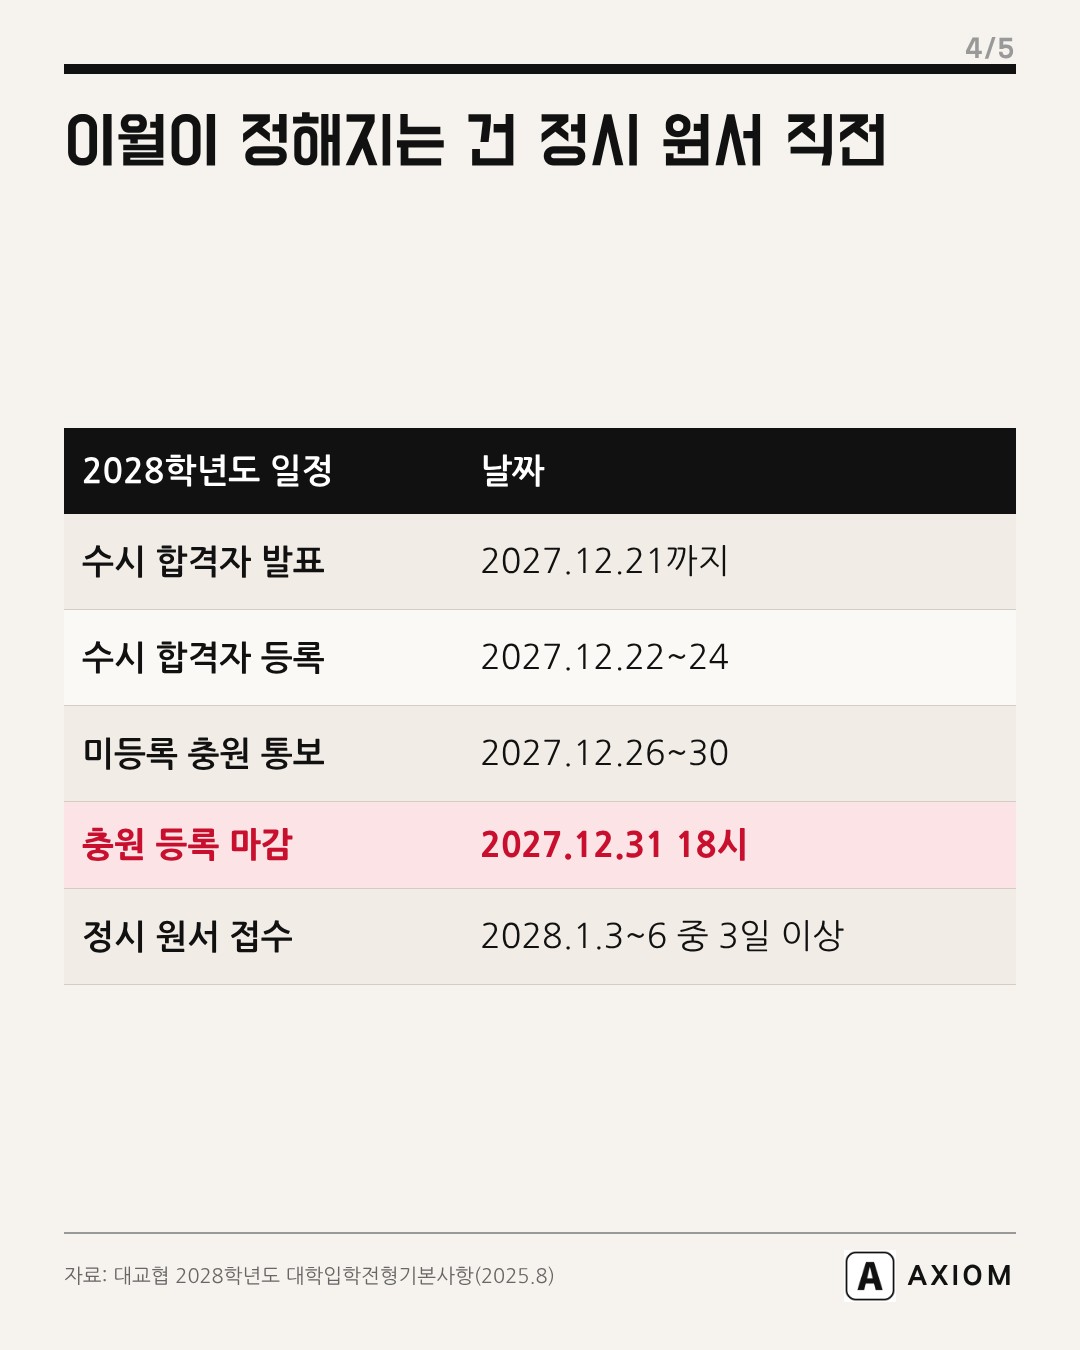 4/5
이월이 정해지는 건 정시 원서 직전
2028학년도 일정 날짜
수시 합격자 발표 2027.12.21까지
수시 합격자 등록 2027.12.22~24
미등록 충원 통보 2027.12.26~30
충원 등록 마감 2027.12.31 18시
정시 원서 접수 2028.1.3~6 중 3일 이상
자료: 대교협 2028학년도 대학입학전형기본사항(2025.8)
A AXIOM